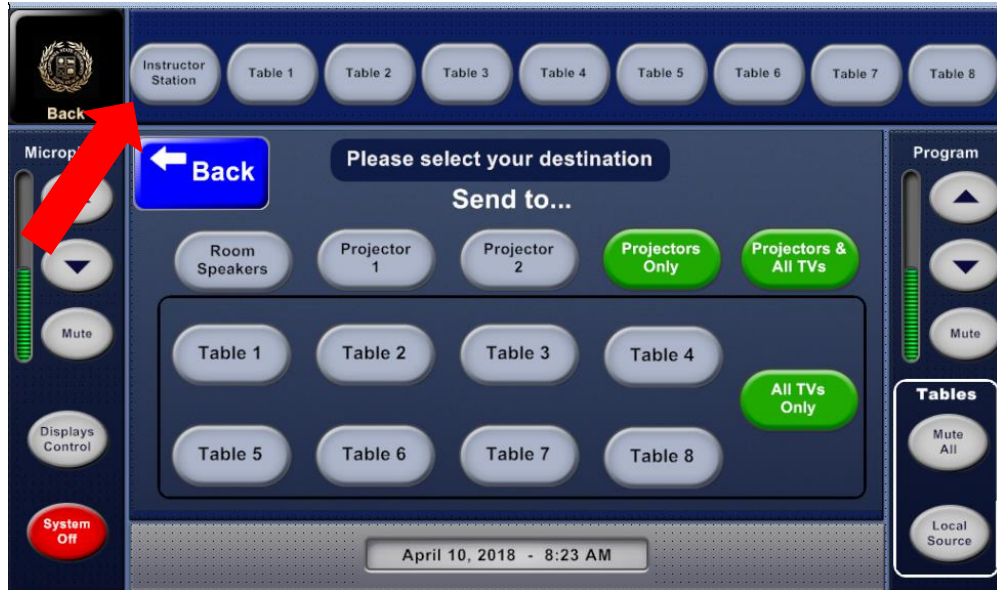 Instructor
Station
Table 1
Table 2
Table 3
Table 4
Table 5
Table 6
Table 7
Table 8
Back
Program
Mute
Displays
Control
System
Off
Back
Please select your destination
Send to...
Room
Speakers
Projector
1
Projector
2
Projectors
Only
Projectors &
All TVs
Table 1
Table 2
Table 3
Table 4
All TVs
Only
Table 5
Table 6
Table 7
Table 8
Mute
Tables
Mute
All
Local
Source
April 10, 2018 - 8:23 AM